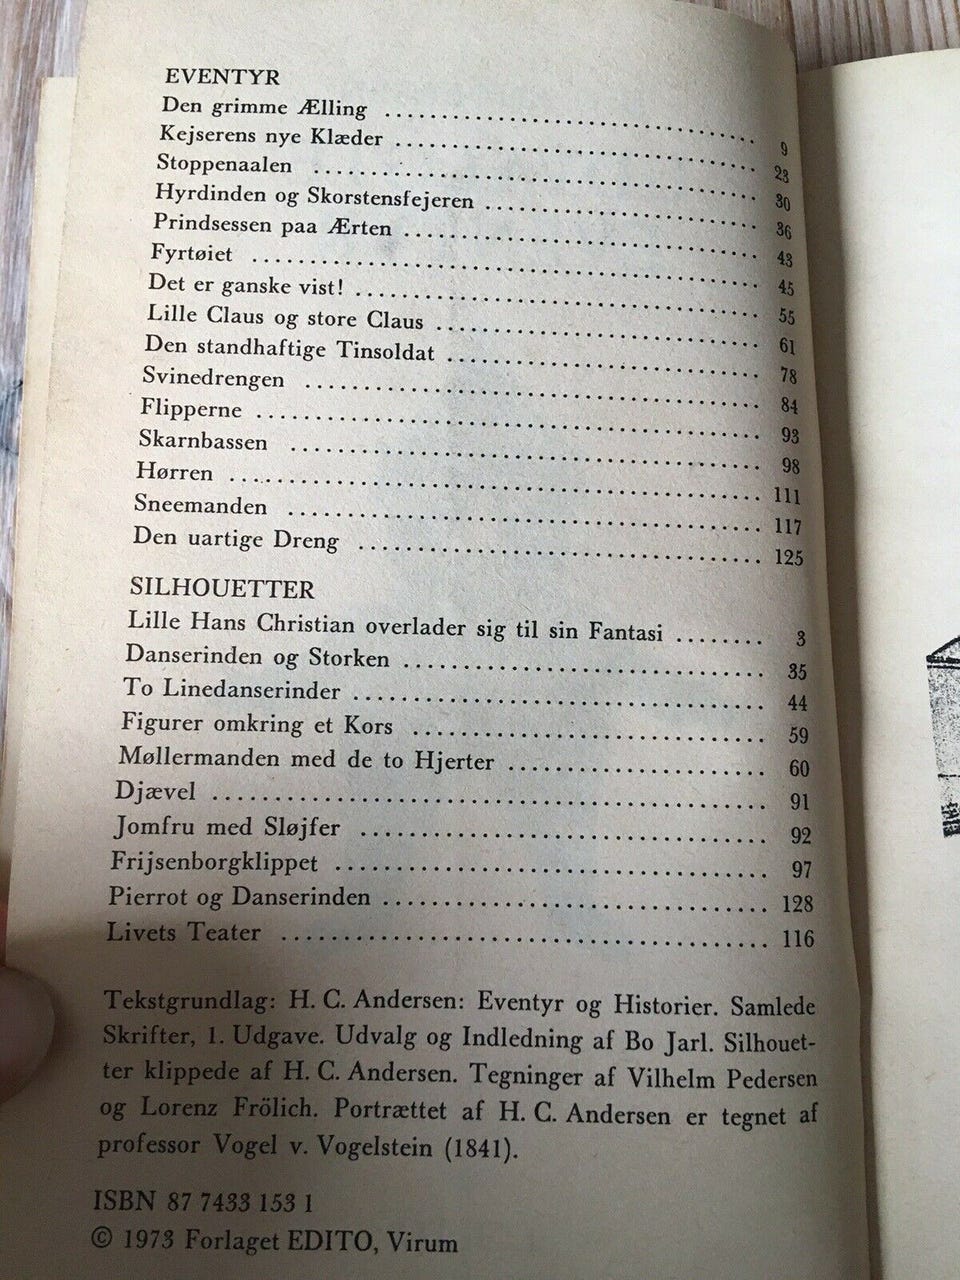 EVENTYR
Den grimme Ælling ........ 9
Kejserens nye Klæder ........ 23
Stoppenaalen ........ 30
Hyrdinden og Skorstensfejeren ........ 36
Prindsessen paa Ærten ........ 43
Fyrtøiet ........ 45
Det er ganske vist! ........ 55
Lille Claus og store Claus ........ 61
Den standhaftige Tinsoldat ........ 78
Svinedrengen ........ 84
Flipperne ........ 93
Skarnbassen ........ 98
Hørren ........ 111
Sneemanden ........ 117
Den uartige Dreng ........ 125
SILHOUETTER
Lille Hans Christian overlader sig til sin Fantasi ........ 3
Danserinden og Storken ........ 35
To Linedanserinder ........ 44
Figurer omkring et Kors ........ 59
Møllermanden med de to Hjerter ........ 60
Djævel ........ 91
Jomfru med Sløjfer ........ 92
Frijsenborgklippet ........ 97
Pierrot og Danserinden ........ 128
Livets Teater ........ 116
Tekstgrundlag: H. C. Andersen: Eventyr og Historier. Samlede
Skrifter, 1. Udgave. Udvalg og Indledning af Bo Jarl. Silhouet-
ter klippede af H. C. Andersen. Tegninger af Vilhelm Pedersen
og Lorenz Frölich. Portrættet af H. C. Andersen er tegnet af
professor Vogel v. Vogelstein (1841).
ISBN 87 7433 153 1
© 1973 Forlaget EDITO, Virum